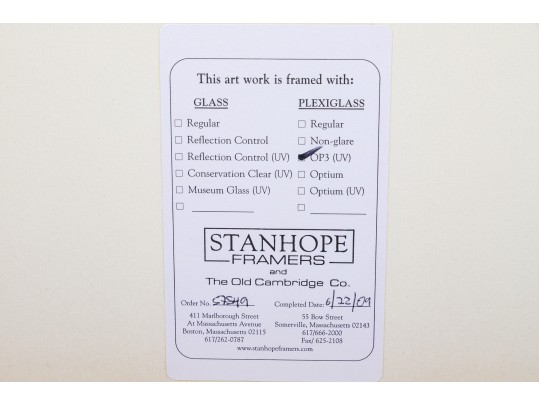 This art work is framed with:
GLASS
Regular
Reflection Control
Reflection Control (UV)
Conservation Clear (UV)
Museum Glass (UV)
PLEXIGLASS
Regular
Non-glare
OP3 (UV)
Optium
Optium (UV)
STANHOPE
FRAMERS
and
The Old Cambridge Co.
Order No. 57549 Completed Date: 6/22/09
411 Marlborough Street
At Massachusetts Avenue
Boston, Massachusetts 02115
617/262-0787
55 Bow Street
Somerville, Massachusetts 02143
617/666-2000
Fax/ 625-2108
www.stanhopeframers.com